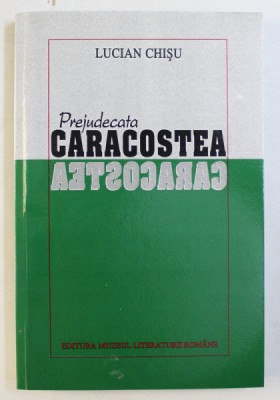 LUCIAN CHIŞU
Prejudecata
CARACOSTEA
CARACOSTEA
EDITURA MUZEUL LITERATURII ROMÂNE